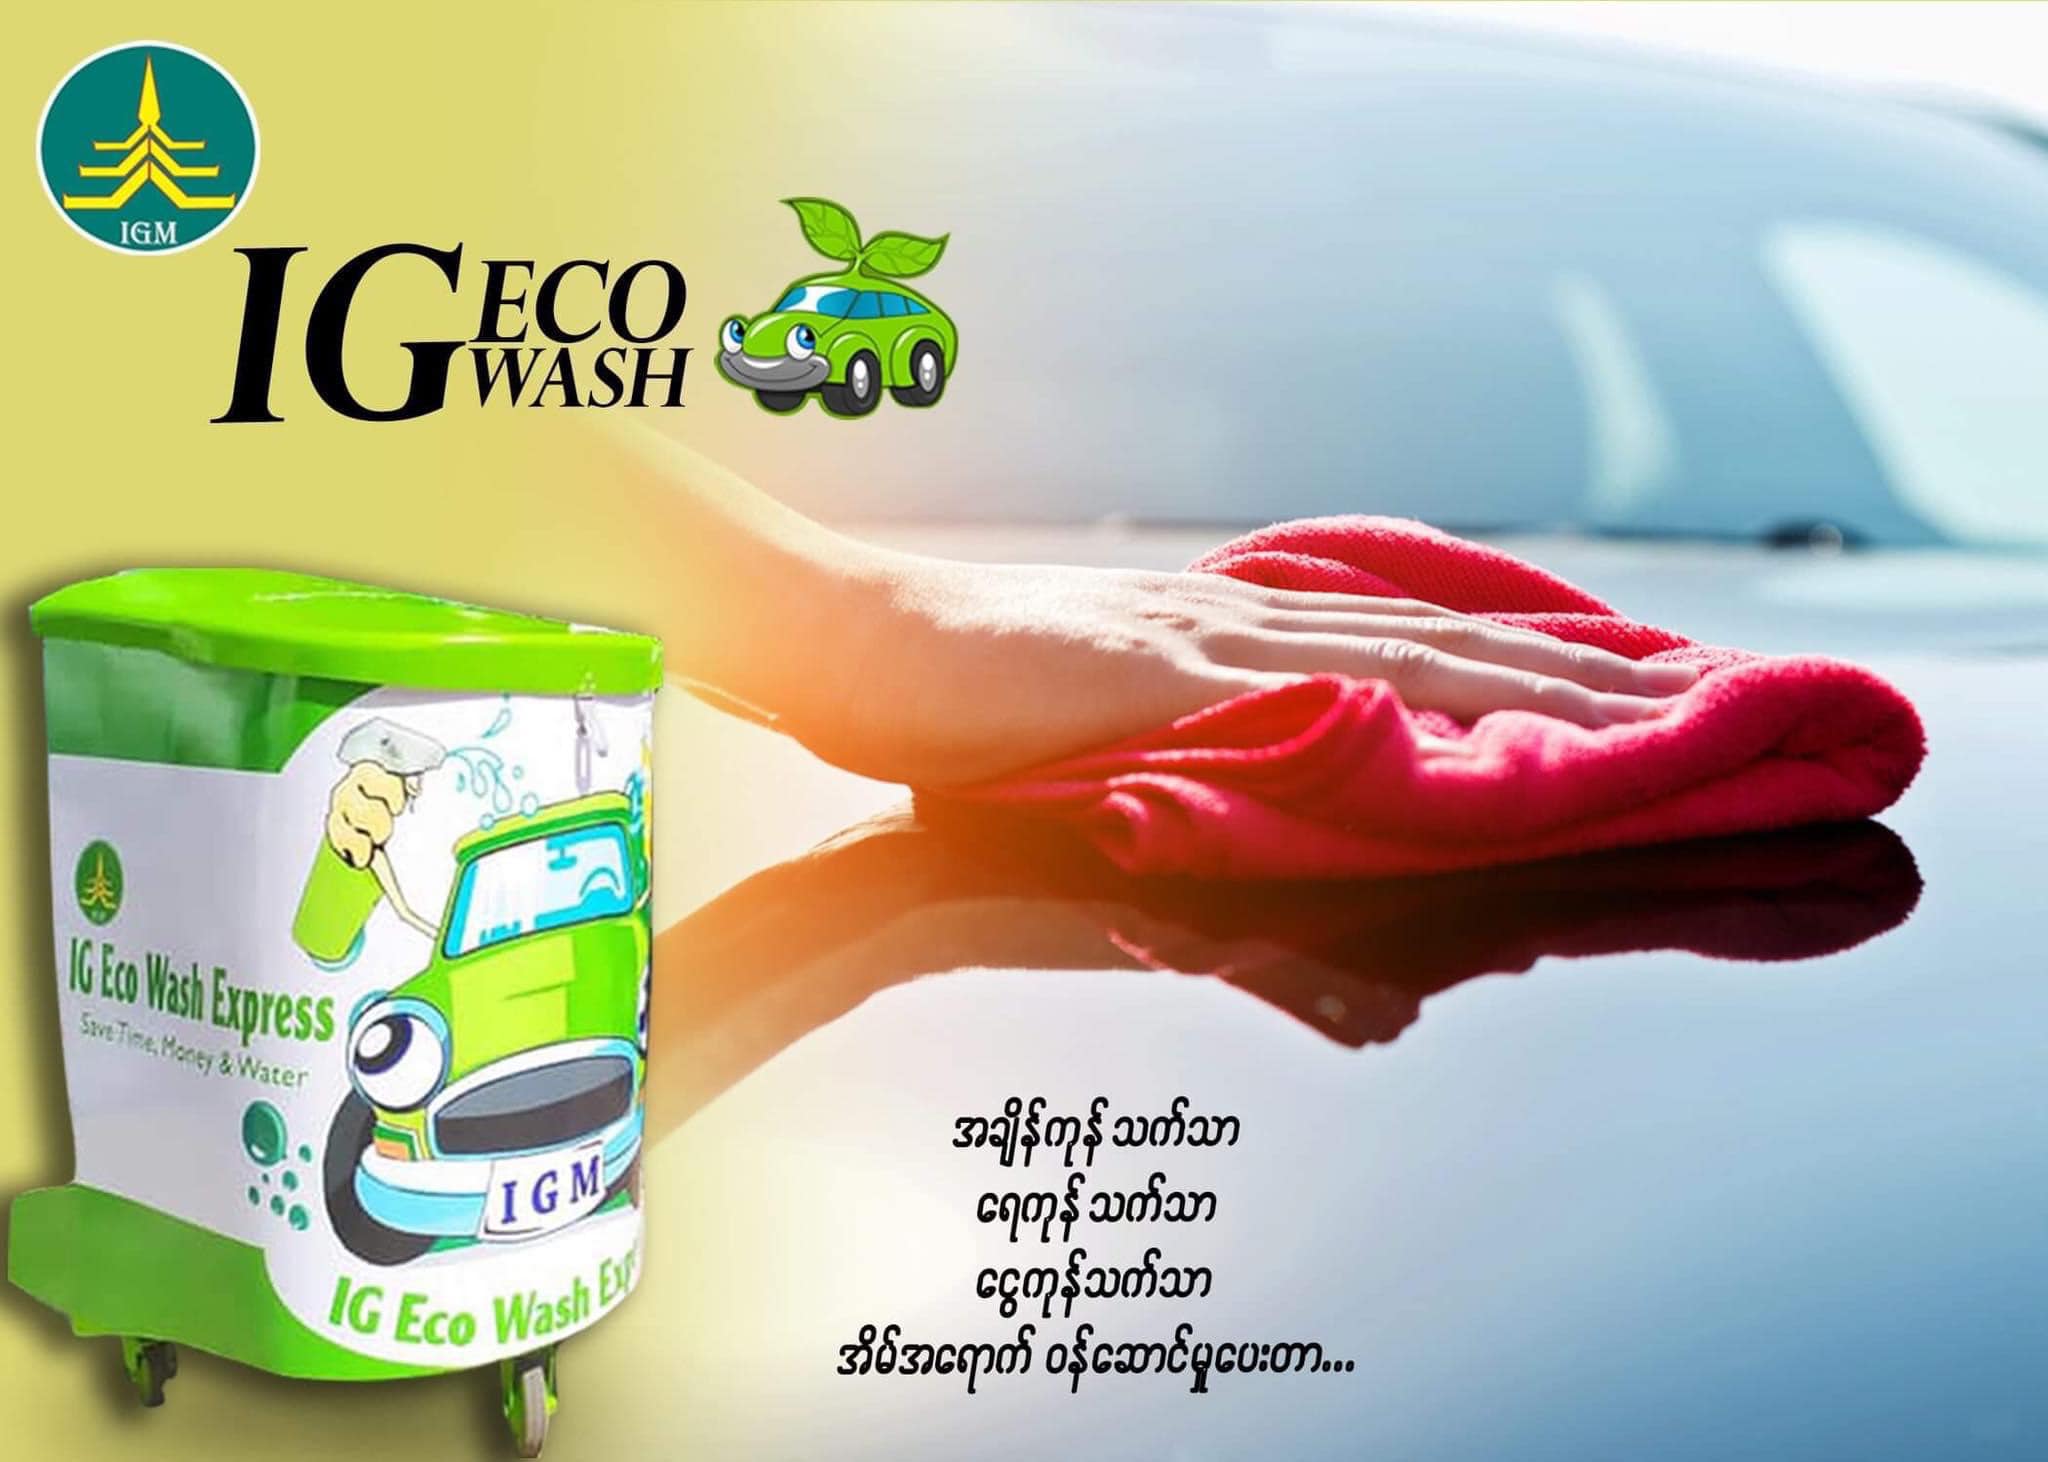 IGM
IG ECO
WASH
IG Eco Wash Express
Save Time, Money & Water
I G M
IG Eco Wash
အချိန်ကုန် သက်သာ
ရေကုန် သက်သာ
ငွေကုန်သက်သာ
အိမ်အရောက် ဝန်ဆောင်မှုပေးတာ...